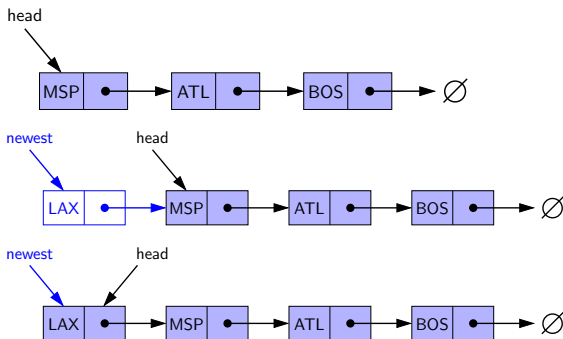 head
MSP ATL BOS ∅
newest head
LAX MSP ATL BOS ∅
newest head
LAX MSP ATL BOS ∅